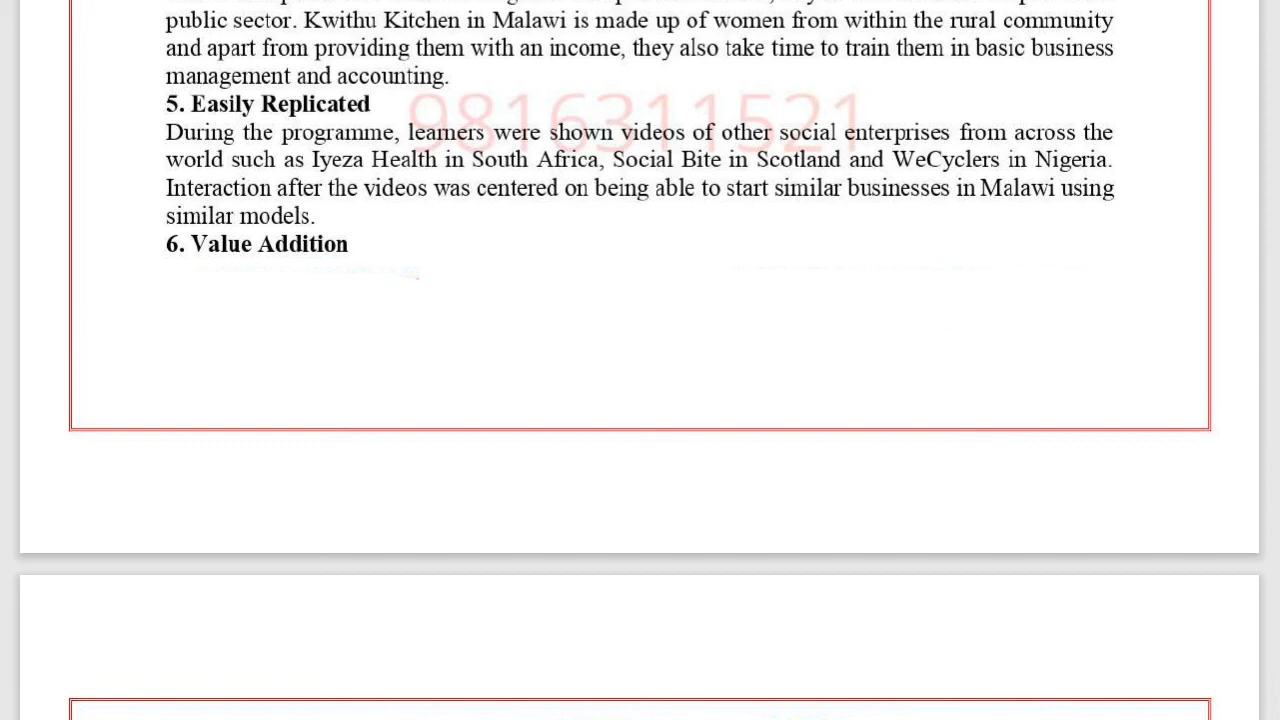 public sector. Kwithu Kitchen in Malawi is made up of women from within the rural community
and apart from providing them with an income, they also take time to train them in basic business
management and accounting.
5. Easily Replicated
9816311521
During the programme, learners were shown videos of other social enterprises from across the
world such as Iyeza Health in South Africa, Social Bite in Scotland and WeCyclers in Nigeria.
Interaction after the videos was centered on being able to start similar businesses in Malawi using
similar models.
6. Value Addition